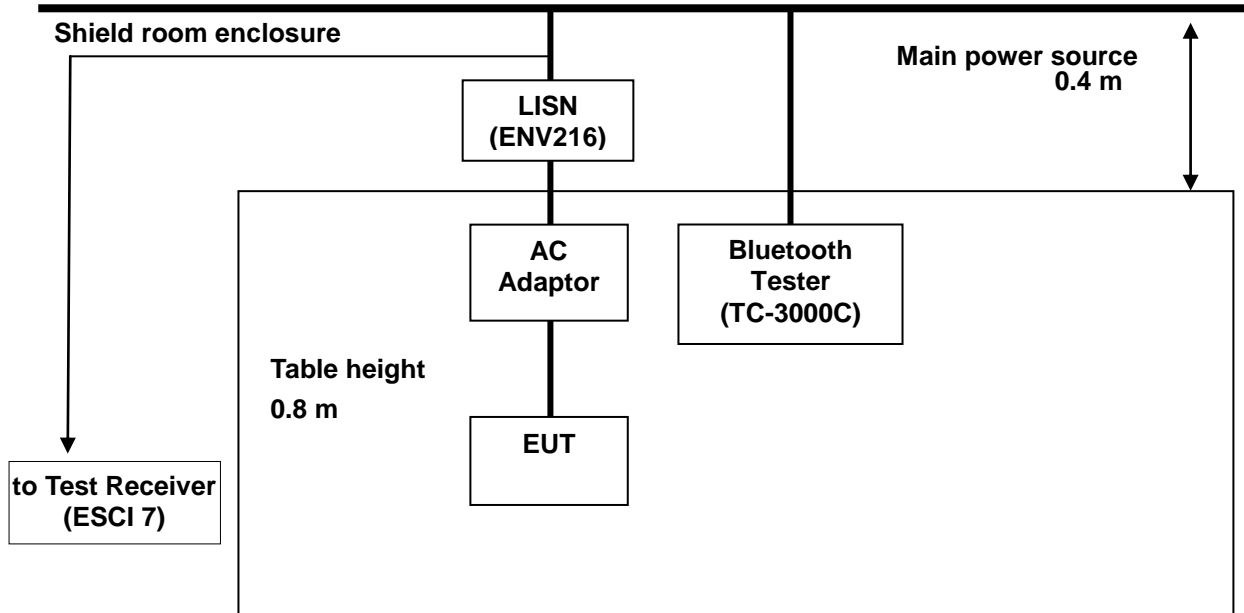 Shield room enclosure
Main power source
0.4 m
LISN
(ENV216)
AC
Adaptor
Bluetooth
Tester
(TC-3000C)
Table height
0.8 m
EUT
to Test Receiver
(ESCI 7)